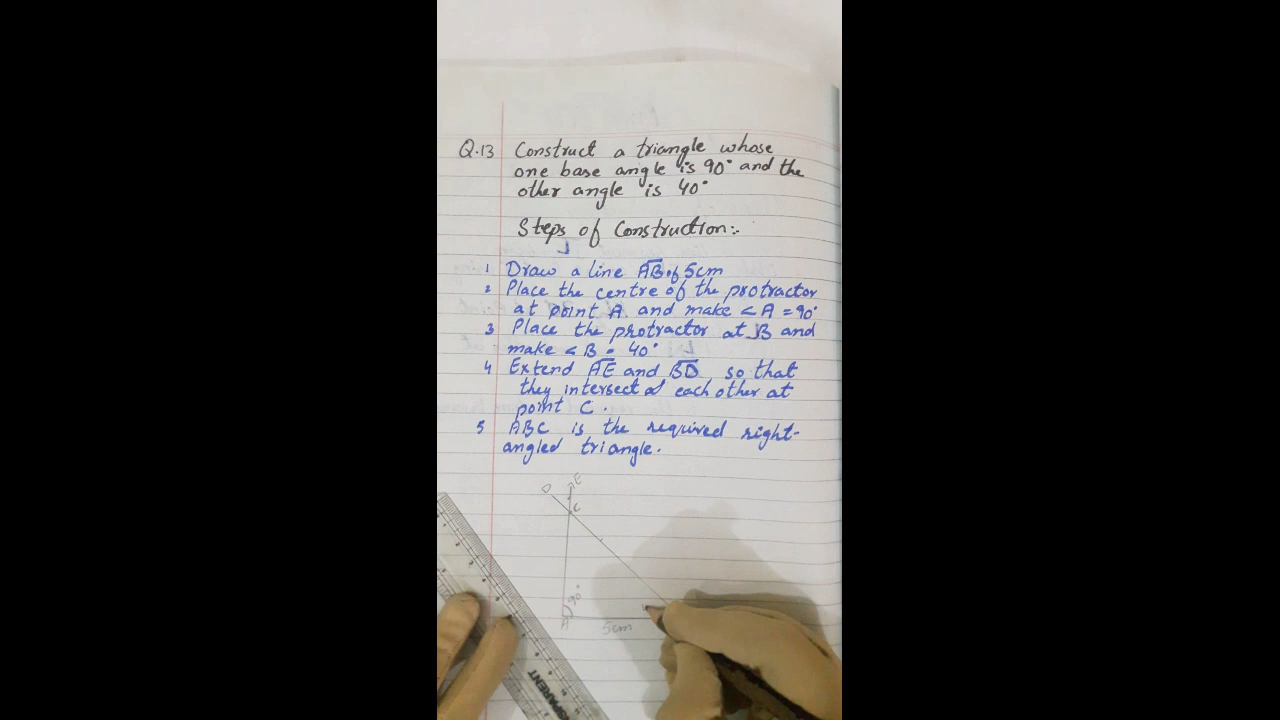 Q.13 Construct a triangle whose
one base angle is 90° and the
other angle is 40°
Steps of Construction:-
1 Draw a line AB of 5cm
2 Place the centre of the protractor
at point A and make <A = 90°
3 Place the protractor at B and
make <B = 40°
4 Extend AE and BD so that
they intersect each other at
point C.
5 ABC is the required right-
angled triangle.
D E
C
90°
A
5cm